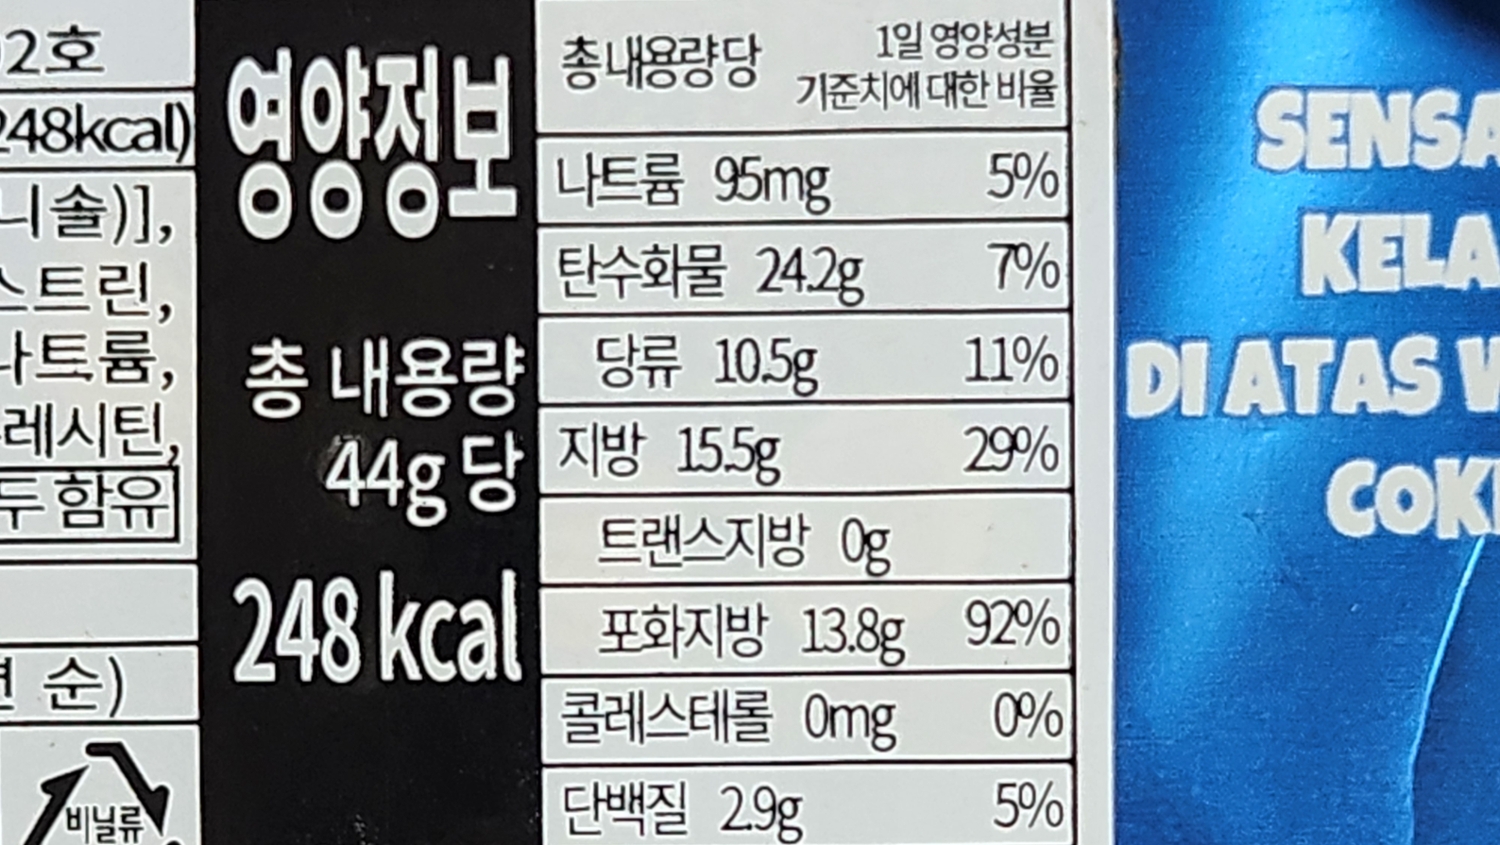 02호
248kcal)
니솔)],
스트린,
나트륨,
레시틴,
두 함유
순)
비닐류
영양정보
총 내용량
44g 당
248 kcal
총 내용량당 1일 영양성분
기준치에 대한 비율
나트륨 95mg 5%
탄수화물 24.2g 7%
당류 10.5g 11%
지방 15.5g 29%
트랜스지방 0g
포화지방 13.8g 92%
콜레스테롤 0mg 0%
단백질 2.9g 5%
SENSA
KELA
DI ATAS W
COK